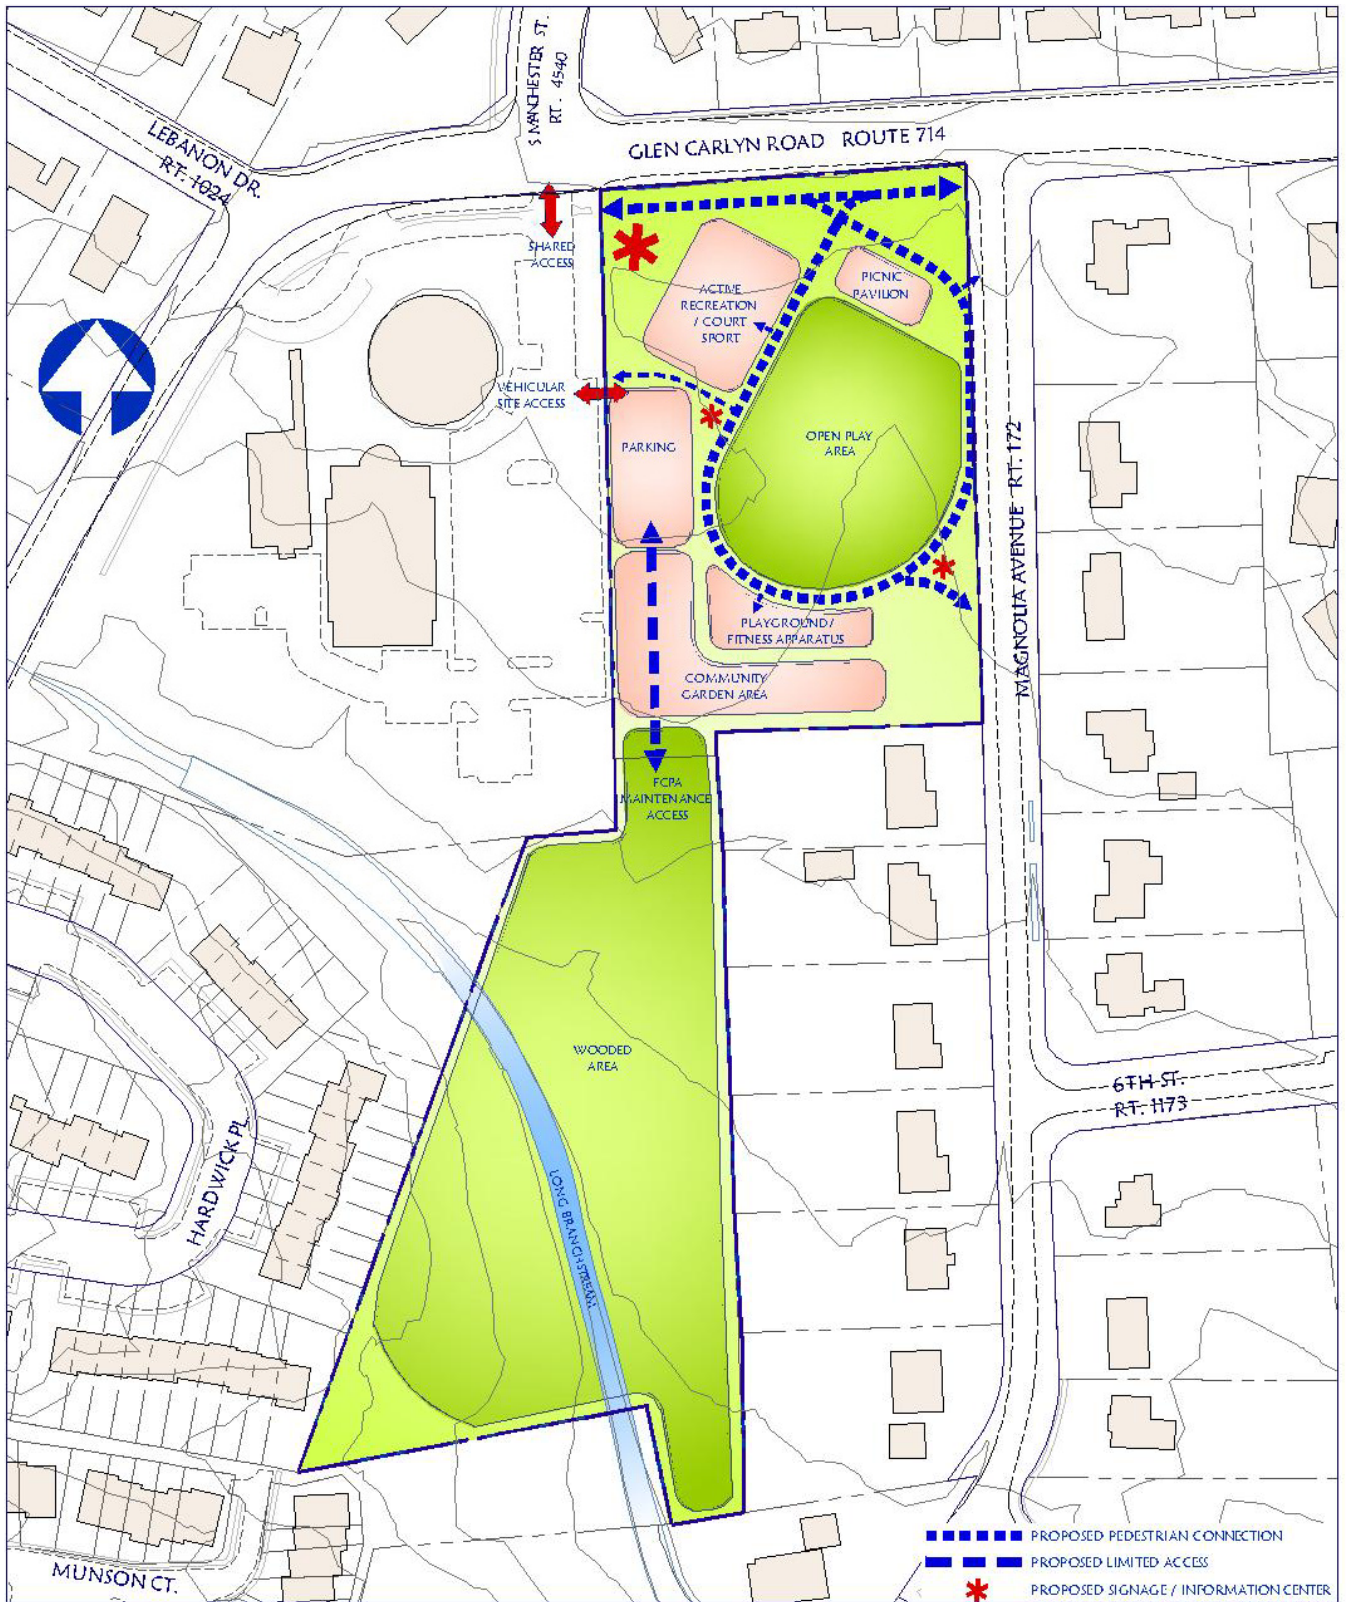 S MANCHESTER ST.
RT. 4540
LEBANON DR.
RT. 1024
GLEN CARLYN ROAD ROUTE 714
SHARED
ACCESS
ACTIVE
RECREATION
/ COURT
SPORT
PICNIC
PAVILION
VEHICULAR
SITE ACCESS
PARKING
OPEN PLAY
AREA
MAGNOLIA AVENUE RT. 172
PLAYGROUND /
FITNESS APPARATUS
COMMUNITY
GARDEN AREA
FCPA
MAINTENANCE
ACCESS
WOODED
AREA
6TH ST.
RT. 1173
HARDWICK PL
LONG BRANCH STREAM
MUNSON CT.
PROPOSED PEDESTRIAN CONNECTION
PROPOSED LIMITED ACCESS
PROPOSED SIGNAGE / INFORMATION CENTER